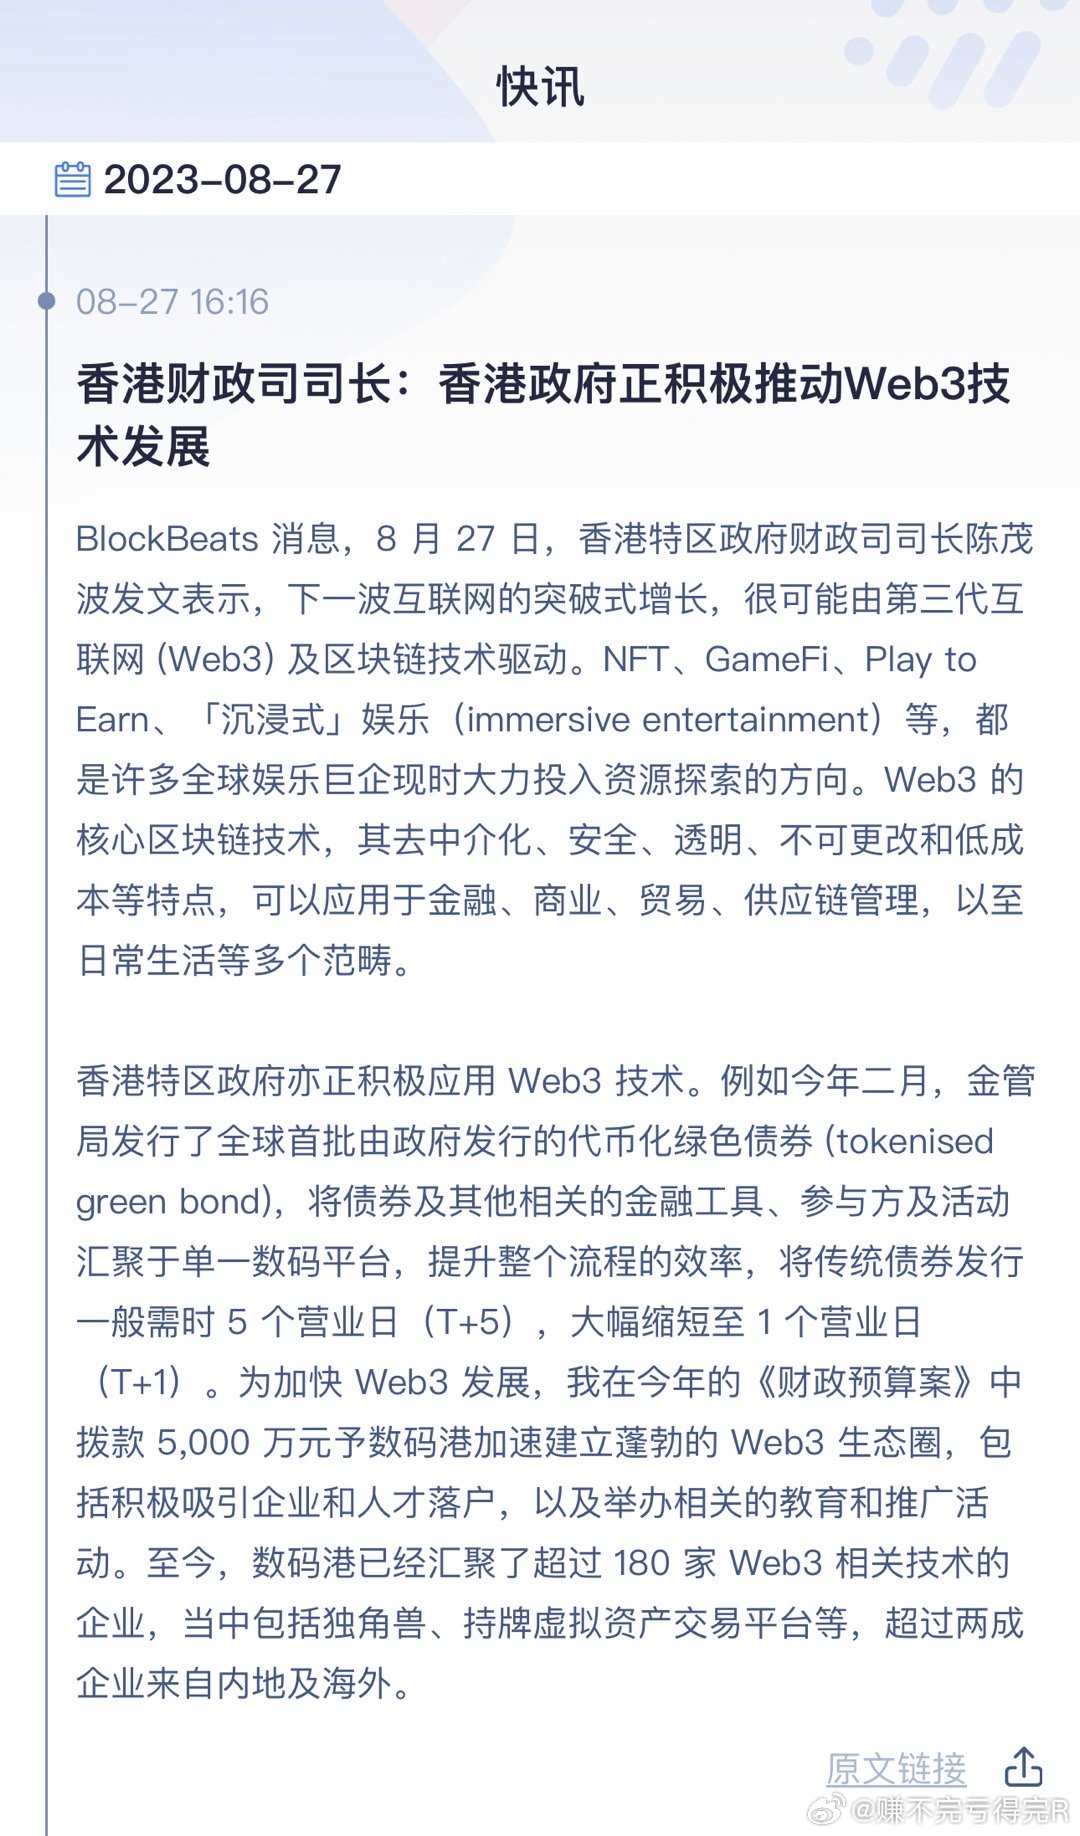 快讯
2023-08-27
08-27 16:16
香港财政司司长：香港政府正积极推动Web3技
术发展
BlockBeats 消息，8 月 27 日，香港特区政府财政司司长陈茂
波发文表示，下一波互联网的突破式增长，很可能由第三代互
联网 (Web3) 及区块链技术驱动。NFT、GameFi、Play to
Earn、「沉浸式」娱乐（immersive entertainment）等，都
是许多全球娱乐巨企现时大力投入资源探索的方向。Web3 的
核心区块链技术，其去中介化、安全、透明、不可更改和低成
本等特点，可以应用于金融、商业、贸易、供应链管理，以至
日常生活等多个范畴。
香港特区政府亦正积极应用 Web3 技术。例如今年二月，金管
局发行了全球首批由政府发行的代币化绿色债券 (tokenised
green bond)，将债券及其他相关的金融工具、参与方及活动
汇聚于单一数码平台，提升整个流程的效率，将传统债券发行
一般需时 5 个营业日（T+5），大幅缩短至 1 个营业日
（T+1）。为加快 Web3 发展，我在今年的《财政预算案》中
拨款 5,000 万元予数码港加速建立蓬勃的 Web3 生态圈，包
括积极吸引企业和人才落户，以及举办相关的教育和推广活
动。至今，数码港已经汇聚了超过 180 家 Web3 相关技术的
企业，当中包括独角兽、持牌虚拟资产交易平台等，超过两成
企业来自内地及海外。
原文链接
@赚不完亏得完R